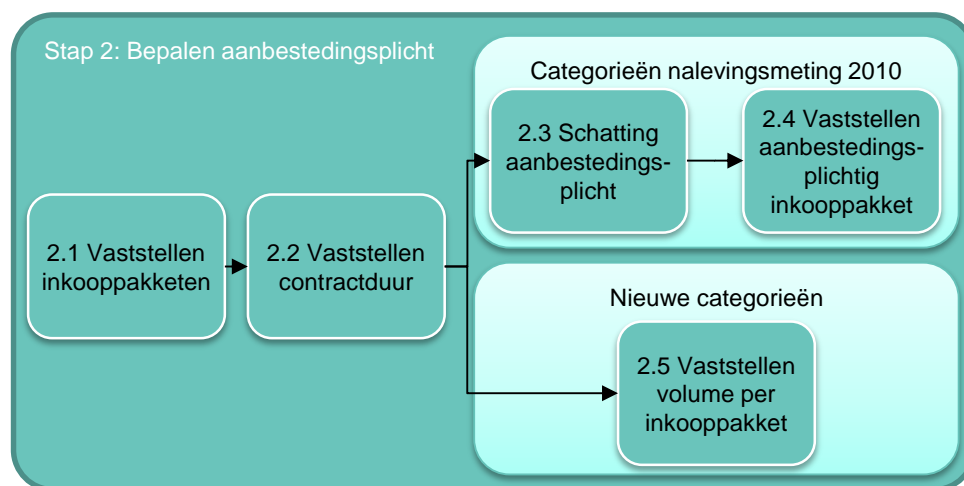 Stap 2: Bepalen aanbestedingsplicht
Categorieën nalevingsmeting 2010
2.3 Schatting
aanbestedings-
plicht
2.4 Vaststellen
aanbestedings-
plichtig
inkooppakket
2.1 Vaststellen
inkooppakketen
2.2 Vaststellen
contractduur
Nieuwe categorieën
2.5 Vaststellen
volume per
inkooppakket